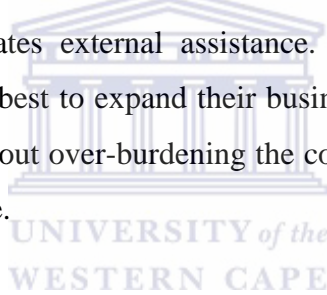 ates external assistance.
best to expand their busin
out over-burdening the co
e.
UNIVERSITY of the
WESTERN CAPE